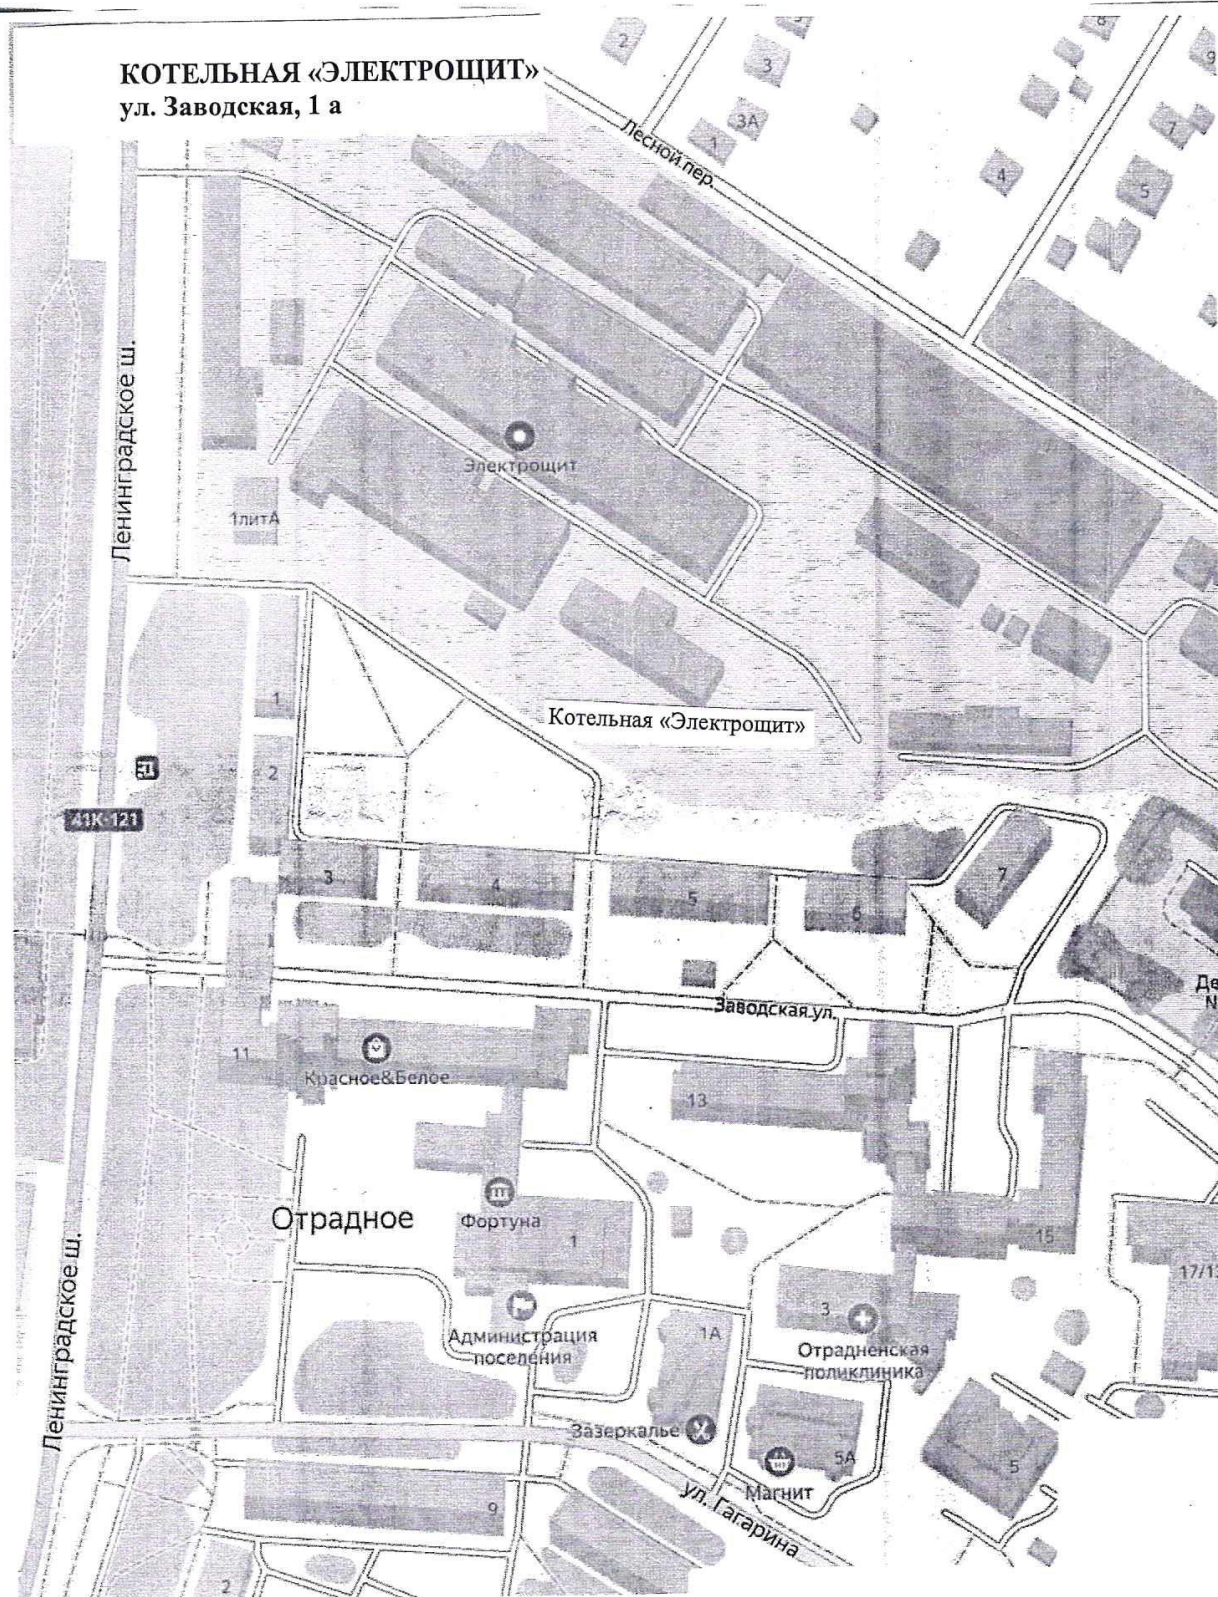 КОТЕЛЬНАЯ «ЭЛЕКТРОЩИТ»
ул. Заводская, 1 а
2
3
3А
1
8
9
7
5
4
Лесной пер.
Ленинградское ш.
Электрощит
1литА
1
2
Котельная «Электрощит»
41К-121
3
4
5
6
7
Заводская ул.
11
Красное&Белое
13
Отрадное
Фортуна
1
15
17/1
3
Администрация
поселения
1А
Отрадненская
поликлиника
Ленинградское ш.
Зазеркалье
5А
Магнит
5
ул. Гагарина
9
2